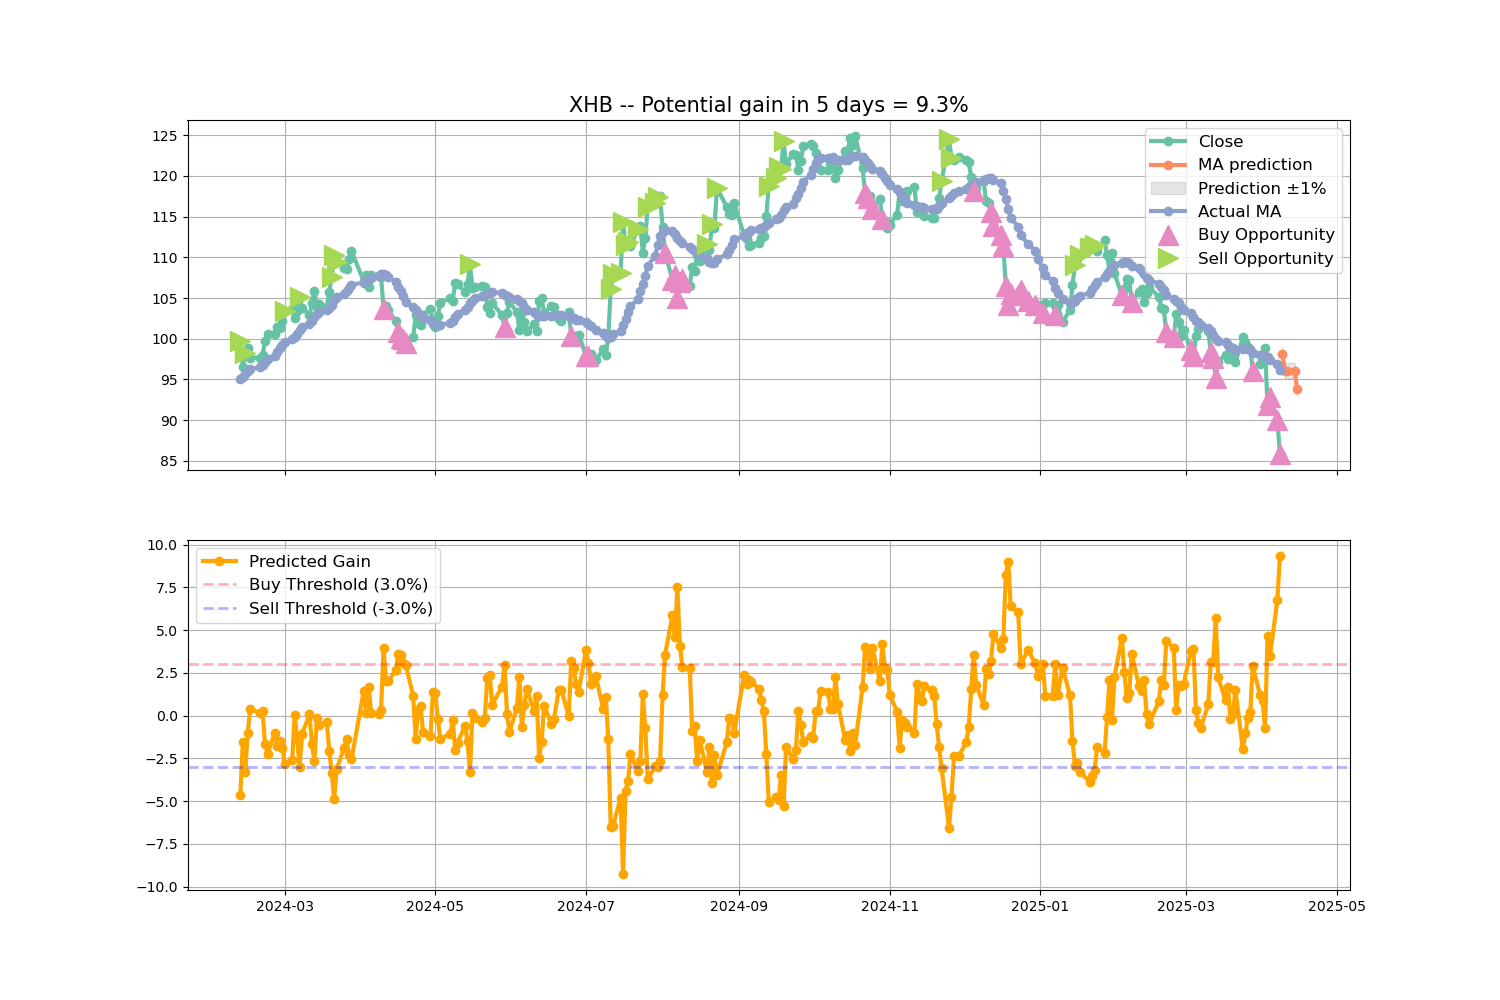 XHB -- Potential gain in 5 days = 9.3%
125
120
115
110
105
100
95
90
85
Close
MA prediction
Prediction ±1%
Actual MA
Buy Opportunity
Sell Opportunity
10.0
7.5
5.0
2.5
0.0
−2.5
−5.0
−7.5
−10.0
Predicted Gain
Buy Threshold (3.0%)
Sell Threshold (-3.0%)
2024-03
2024-05
2024-07
2024-09
2024-11
2025-01
2025-03
2025-05